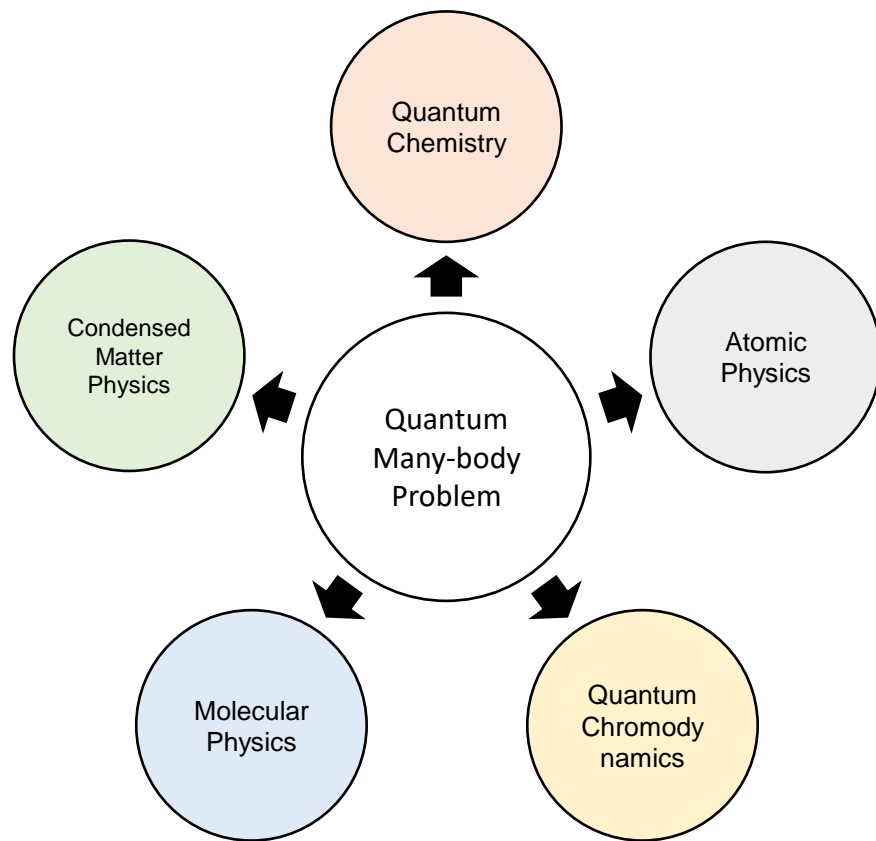 Quantum
Chemistry
Condensed
Matter
Physics
Atomic
Physics
Quantum
Many-body
Problem
Molecular
Physics
Quantum
Chromody
namics